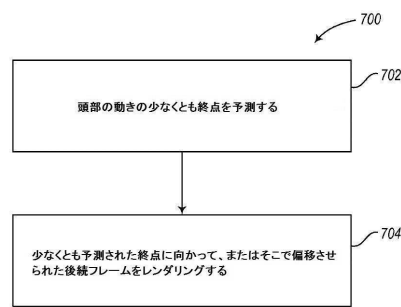 700
702
頭部の動きの少なくとも終点を予測する
704
少なくとも予測された終点に向かって、またはそこで偏移させ
られた後続フレームをレンダリングする